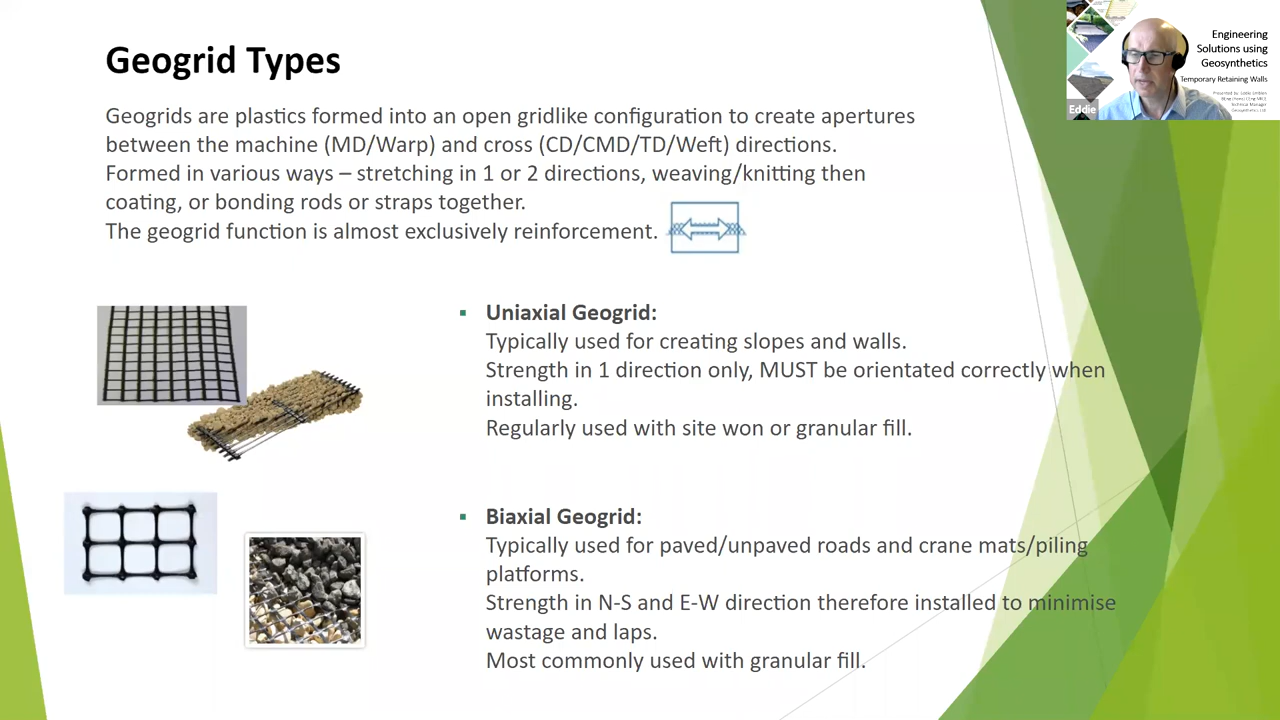 Geogrid Types
Geogrids are plastics formed into an open gridlike configuration to create apertures
between the machine (MD/Warp) and cross (CD/CMD/TD/Weft) directions.
Formed in various ways – stretching in 1 or 2 directions, weaving/knitting then
coating, or bonding rods or straps together.
The geogrid function is almost exclusively reinforcement.
▪ Uniaxial Geogrid:
Typically used for creating slopes and walls.
Strength in 1 direction only, MUST be orientated correctly when
installing.
Regularly used with site won or granular fill.
▪ Biaxial Geogrid:
Typically used for paved/unpaved roads and crane mats/piling
platforms.
Strength in N-S and E-W direction therefore installed to minimise
wastage and laps.
Most commonly used with granular fill.
Engineering
Solutions using
Geosynthetics
Temporary Retaining Walls
Technical Manager
Eddie